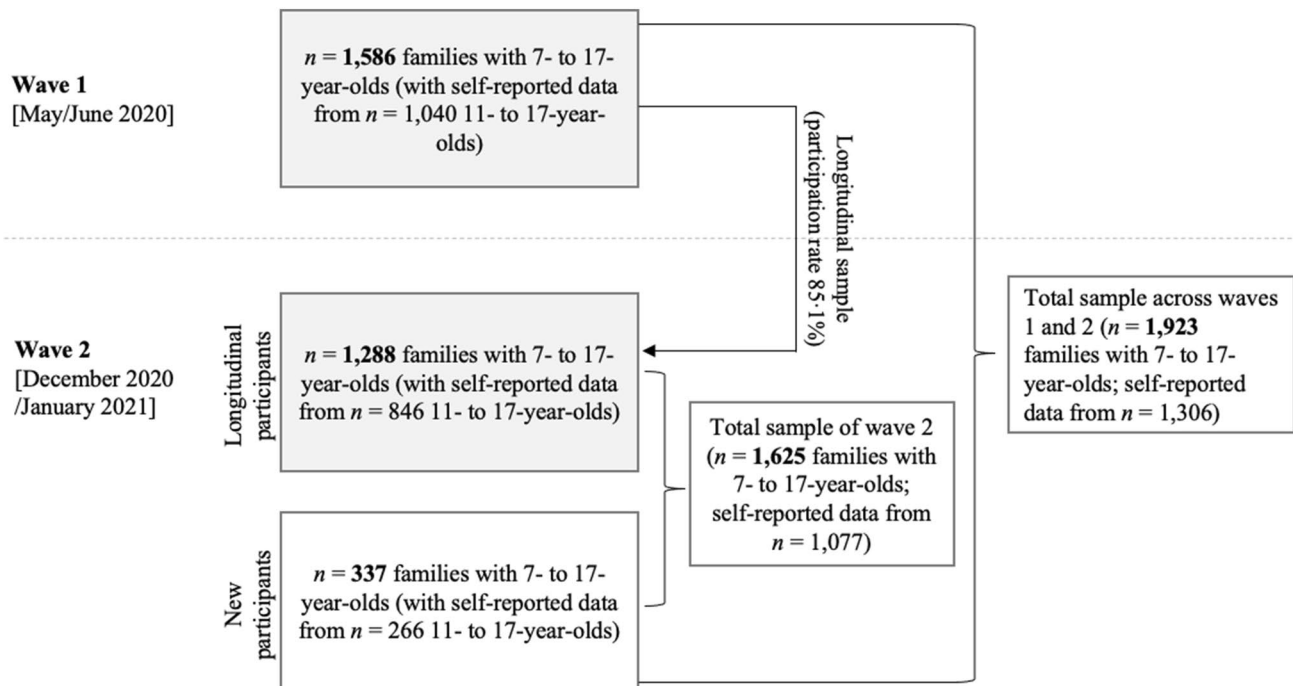 Wave 1
[May/June 2020]
n = 1,586 families with 7- to 17-
year-olds (with self-reported data
from n = 1,040 11- to 17-year-
olds)
Longitudinal sample
(participation rate 85·1%)
Wave 2
[December 2020
/January 2021]
Longitudinal
participants
n = 1,288 families with 7- to 17-
year-olds (with self-reported data
from n = 846 11- to 17-year-olds)
New
participants
n = 337 families with 7- to 17-
year-olds (with self-reported data
from n = 266 11- to 17-year-olds)
Total sample of wave 2
(n = 1,625 families with
7- to 17-year-olds;
self-reported data from
n = 1,077)
Total sample across waves
1 and 2 (n = 1,923
families with 7- to 17-
year-olds; self-reported
data from n = 1,306)